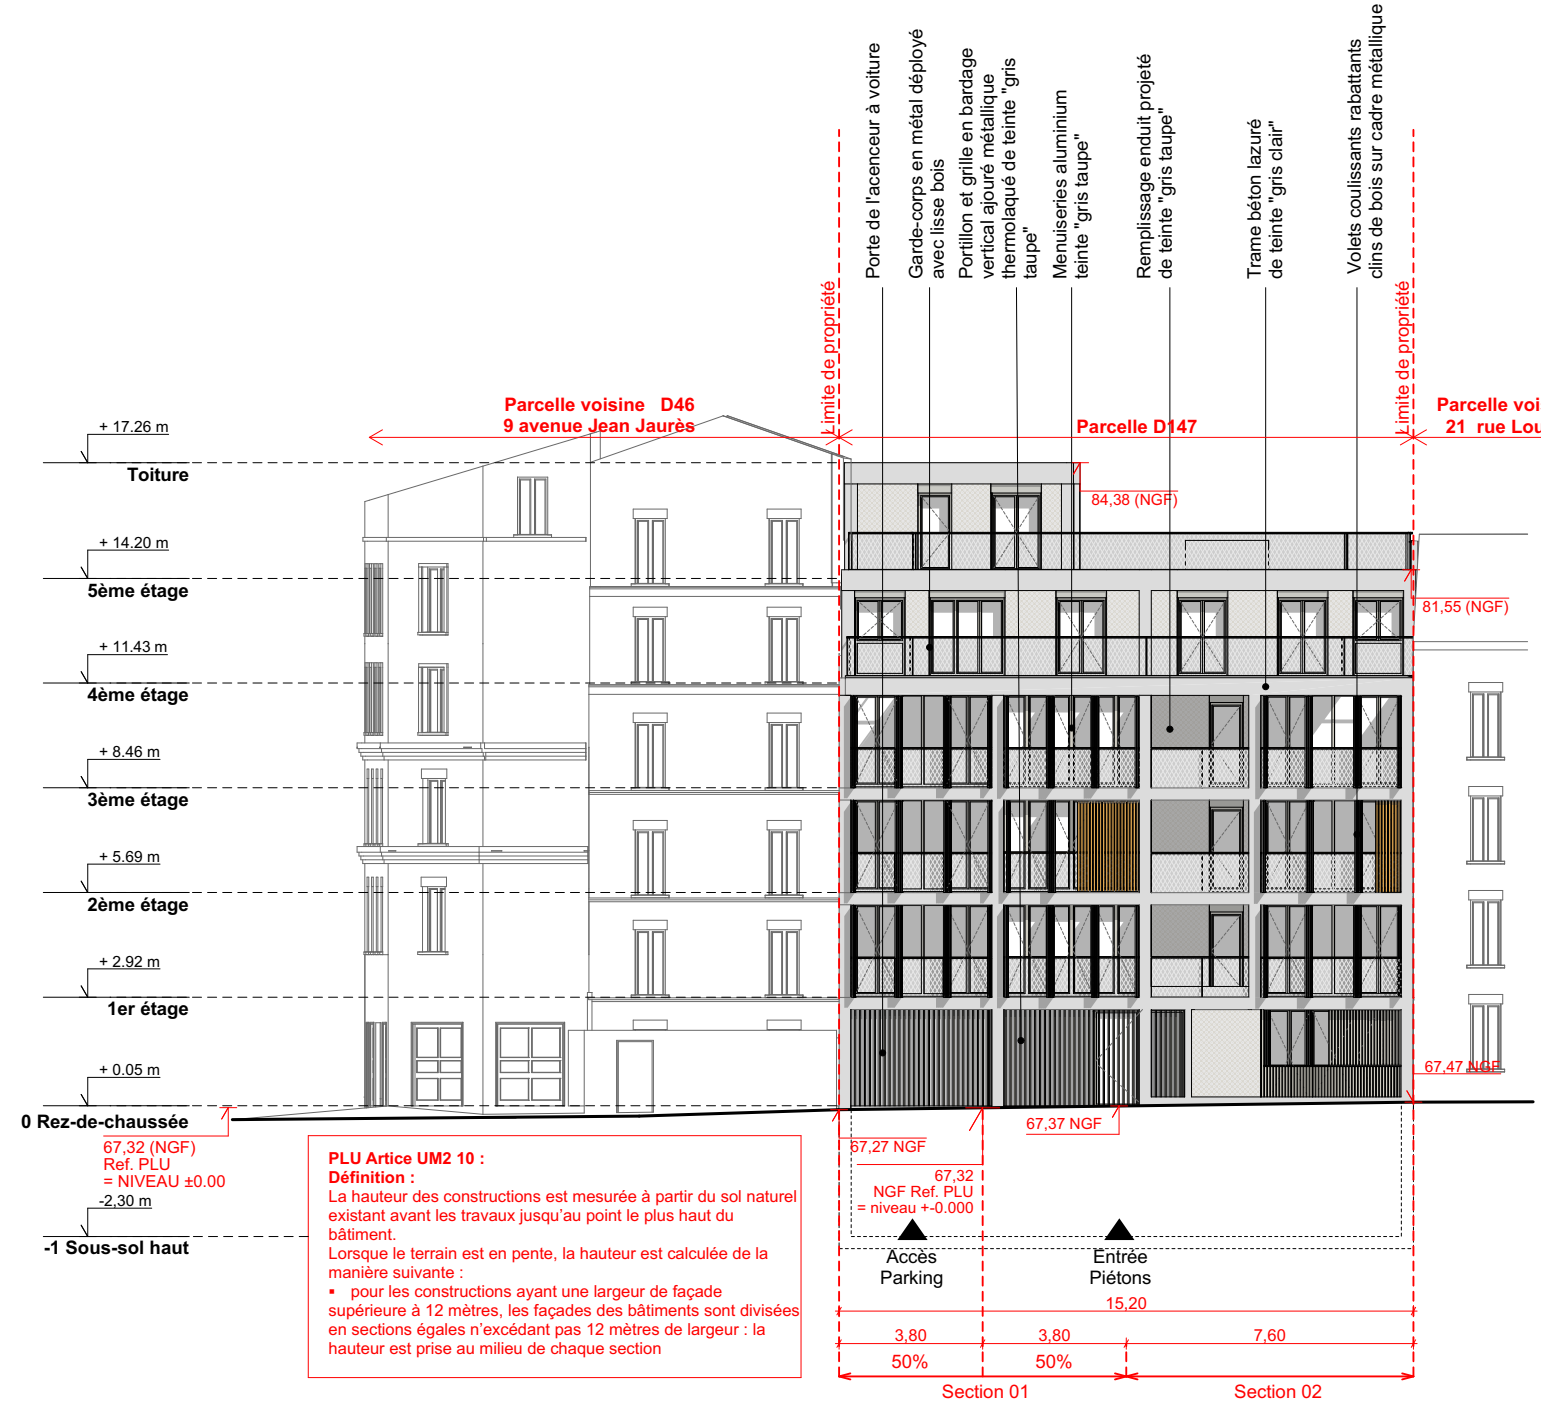 Porte de l'acenceur à voiture
Garde-corps en métal déployé
avec lisse bois
Portillon et grille en bardage
vertical ajouré métallique
thermolaqué de teinte "gris
taupe"
Menuiseries aluminium
teinte "gris taupe"
Remplissage enduit projeté
de teinte "gris taupe"
Trame béton lazuré
de teinte "gris clair"
Volets coulissants rabattants
clins de bois sur cadre métallique
Limite de propriété
Limite de propriété
Parcelle voisine D46
9 avenue Jean Jaurès
Parcelle D147
Parcelle voi
21 rue Lou
+ 17.26 m
Toiture
84,38 (NGF)
+ 14.20 m
5ème étage
81,55 (NGF)
+ 11.43 m
4ème étage
+ 8.46 m
3ème étage
+ 5.69 m
2ème étage
+ 2.92 m
1er étage
+ 0.05 m
0 Rez-de-chaussée
67,47 NGF
67,32 (NGF)
Ref. PLU
= NIVEAU ±0.00
-2,30 m
-1 Sous-sol haut
PLU Artice UM2 10 :
Définition :
La hauteur des constructions est mesurée à partir du sol naturel
existant avant les travaux jusqu'au point le plus haut du
bâtiment.
Lorsque le terrain est en pente, la hauteur est calculée de la
manière suivante :
▪ pour les constructions ayant une largeur de façade
supérieure à 12 mètres, les façades des bâtiments sont divisées
en sections égales n'excédant pas 12 mètres de largeur : la
hauteur est prise au milieu de chaque section
67,27 NGF
67,37 NGF
67,32
NGF Ref. PLU
= niveau +-0.000
Accès
Parking
Entrée
Piétons
15,20
3,80
3,80
7,60
50%
50%
Section 01
Section 02